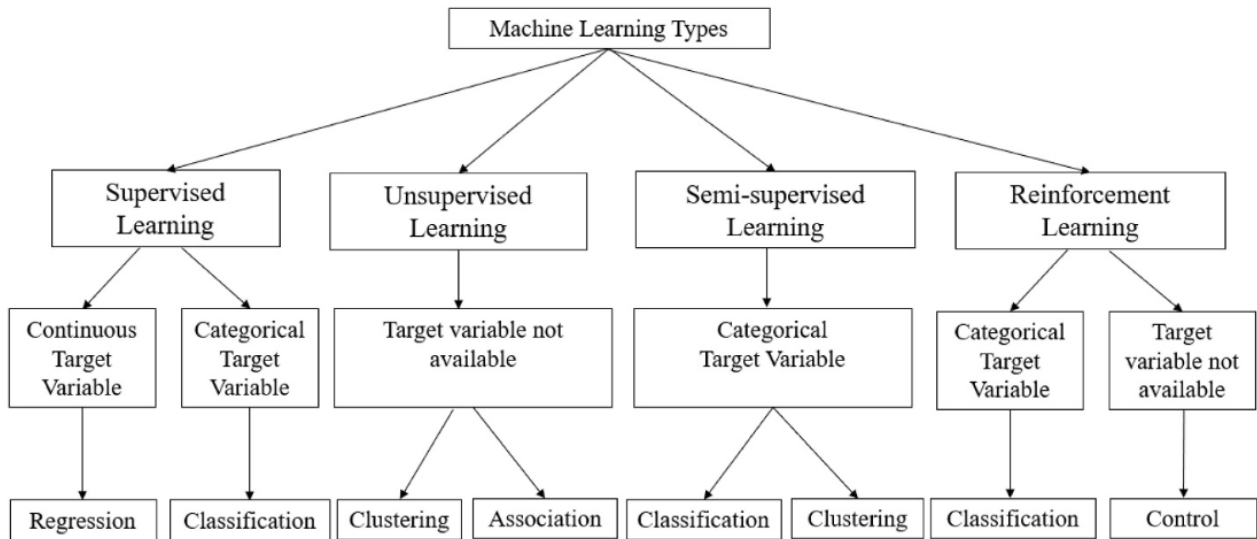 Machine Learning Types
Supervised
Learning
Unsupervised
Learning
Semi-supervised
Learning
Reinforcement
Learning
Continuous
Target
Variable
Categorical
Target
Variable
Target variable not
available
Categorical
Target Variable
Categorical
Target
Variable
Target
variable not
available
Regression
Classification
Clustering
Association
Classification
Clustering
Classification
Control